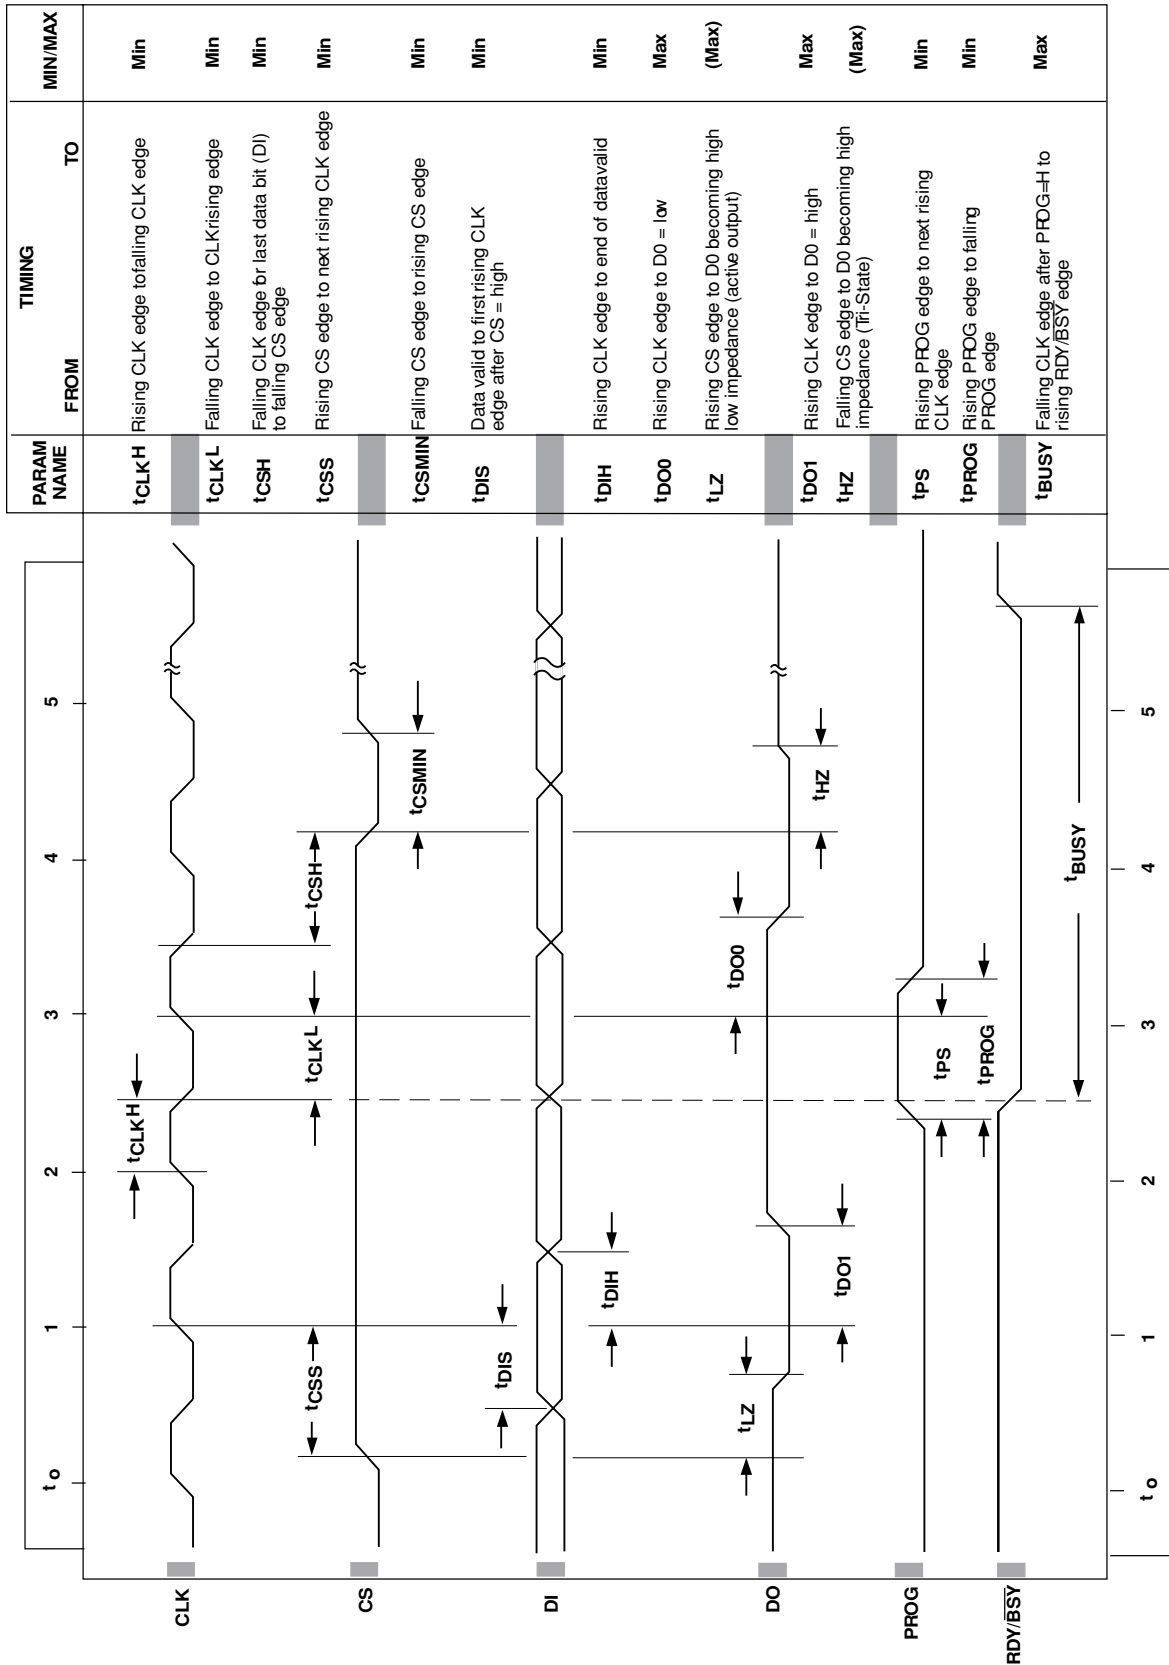 t o 1 2 3 4 5
PARAM NAME
TIMING
FROM TO
MIN/MAX
CLK
CS
DI
DO
PROG
RDY/BSY
tCLKH
tCLKL
tCSH
tCSS
tCSMIN
tDIS
tDIH
tDO0
tLZ
tDO1
tHZ
tPS
tPROG
tBUSY
tCLKH Rising CLK edge to falling CLK edge Min
tCLKL Falling CLK edge to CLK rising edge Min
tCSH Falling CLK edge for last data bit (DI)
to falling CS edge Min
tCSS Rising CS edge to next rising CLK edge Min
tCSMIN Falling CS edge to rising CS edge Min
tDIS Data valid to first rising CLK
edge after CS = high Min
tDIH Rising CLK edge to end of data valid Min
tDO0 Rising CLK edge to D0 = low Max
tLZ Rising CS edge to D0 becoming high
low impedance (active output) (Max)
tDO1 Rising CLK edge to D0 = high Max
tHZ Falling CS edge to D0 becoming high
impedance (Tri-State) (Max)
tPS Rising PROG edge to next rising
CLK edge Min
tPROG Rising PROG edge to falling
PROG edge Min
tBUSY Falling CLK edge after PROG=H to
rising RDY/BSY edge Max
t o 1 2 3 4 5